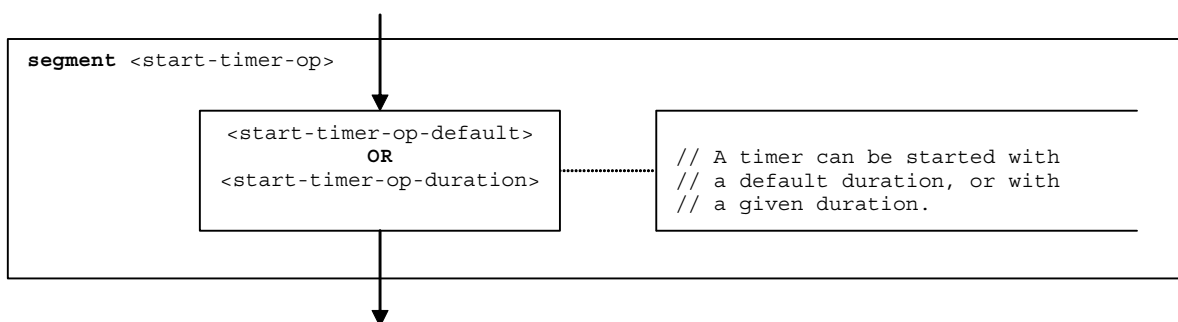 segment <start-timer-op>
<start-timer-op-default>
OR
<start-timer-op-duration>
// A timer can be started with
// a default duration, or with
// a given duration.